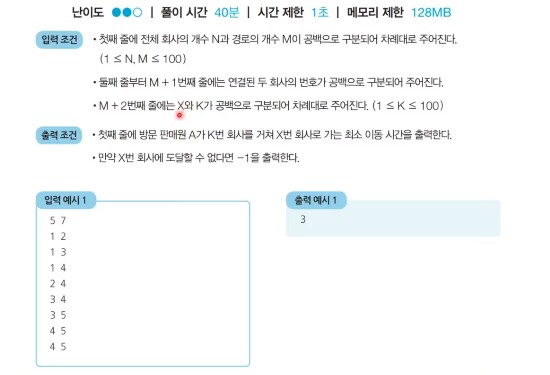 난이도 ●●○ | 풀이 시간 40분 | 시간 제한 1초 | 메모리 제한 128MB
입력 조건 • 첫째 줄에 전체 회사의 개수 N과 경로의 개수 M이 공백으로 구분되어 차례대로 주어진다.
(1 ≤ N, M ≤ 100)
• 둘째 줄부터 M + 1번째 줄에는 연결된 두 회사의 번호가 공백으로 구분되어 주어진다.
• M + 2번째 줄에는 X와 K가 공백으로 구분되어 차례대로 주어진다. (1 ≤ K ≤ 100)
출력 조건 • 첫째 줄에 방문 판매원 A가 K번 회사를 거쳐 X번 회사로 가는 최소 이동 시간을 출력한다.
• 만약 X번 회사에 도달할 수 없다면 −1을 출력한다.
입력 예시 1
5 7
1 2
1 3
1 4
2 4
3 4
3 5
4 5
4 5
출력 예시 1
3